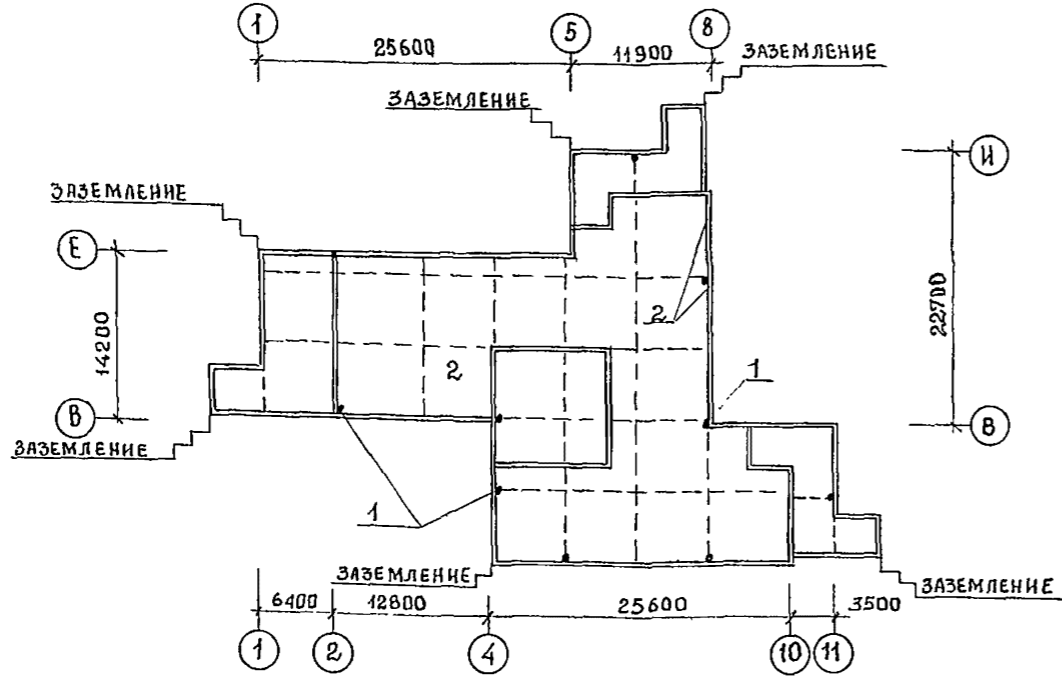 1
5
8
25600
11900
ЗАЗЕМЛЕНИЕ
ЗАЗЕМЛЕНИЕ
И
ЗАЗЕМЛЕНИЕ
Е
14200
22700
2
2
1
В
В
ЗАЗЕМЛЕНИЕ
1
ЗАЗЕМЛЕНИЕ
ЗАЗЕМЛЕНИЕ
6400
12800
25600
3500
1
2
4
10
11